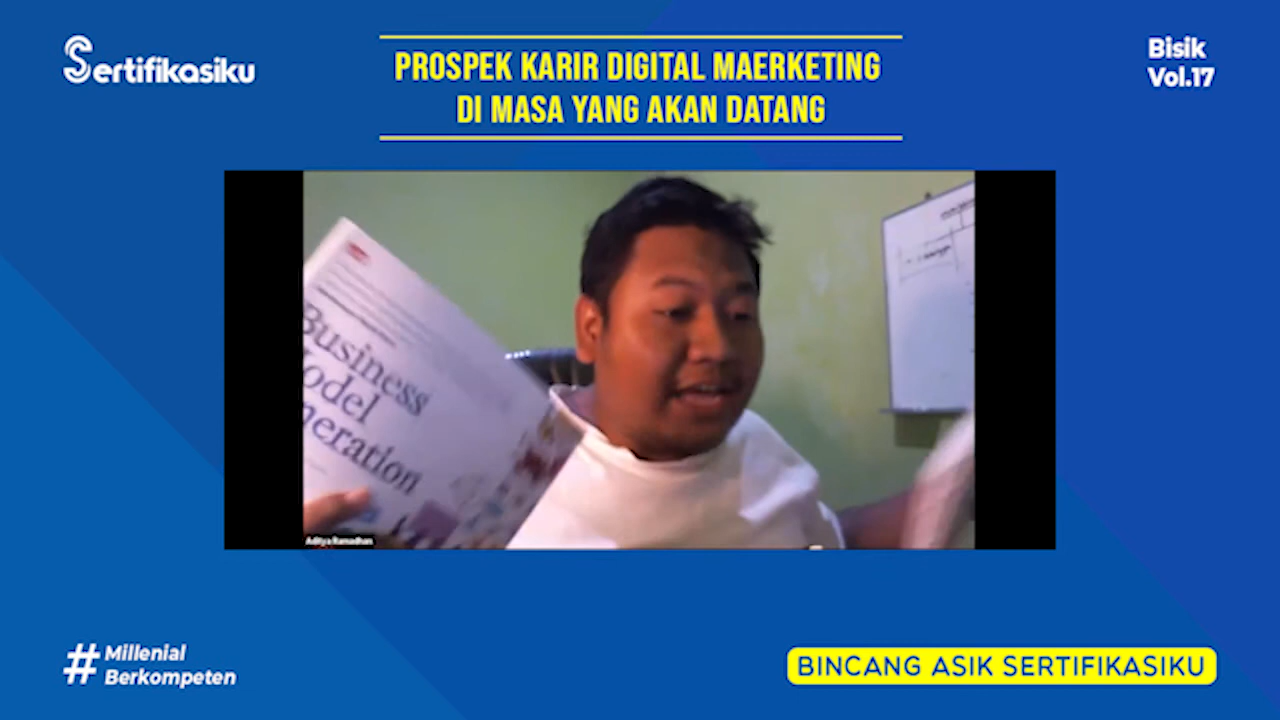 Sertifikasiku
PROSPEK KARIR DIGITAL MAERKETING
DI MASA YANG AKAN DATANG
Bisik
Vol.17
Business
odel
neration
Aditya Ramadhan
#Millenial
Berkompeten
BINCANG ASIK SERTIFIKASIKU